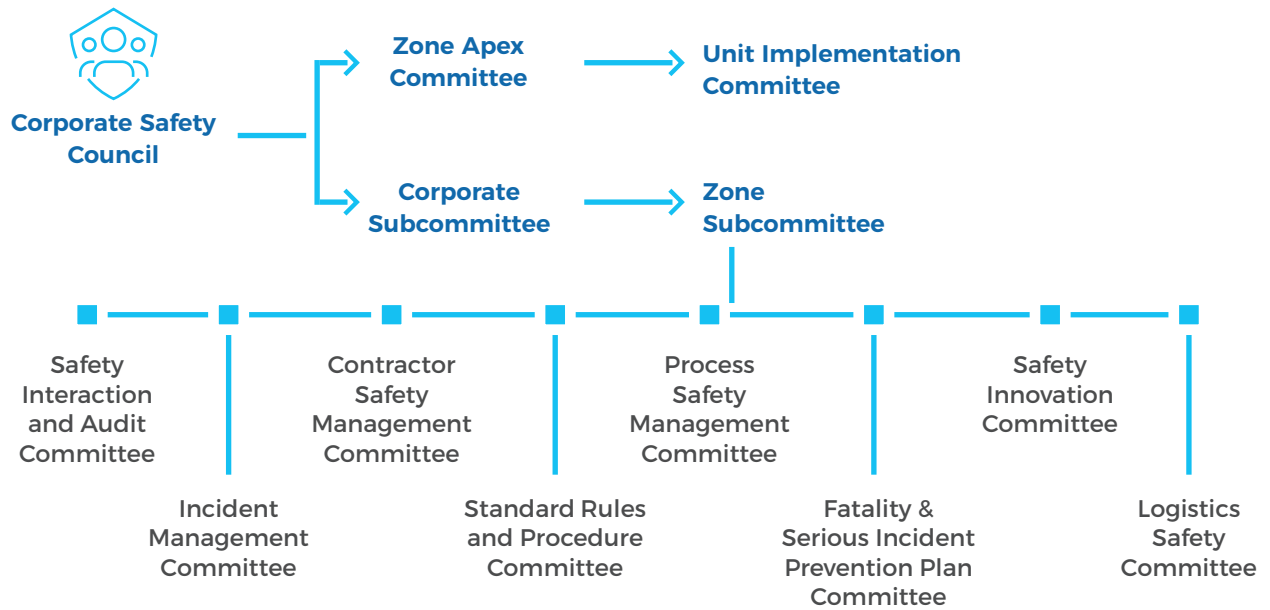 Corporate Safety
Council
Zone Apex
Committee
Unit Implementation
Committee
Corporate
Subcommittee
Zone
Subcommittee
Safety
Interaction
and Audit
Committee
Incident
Management
Committee
Contractor
Safety
Management
Committee
Standard Rules
and Procedure
Committee
Process
Safety
Management
Committee
Fatality &
Serious Incident
Prevention Plan
Committee
Safety
Innovation
Committee
Logistics
Safety
Committee